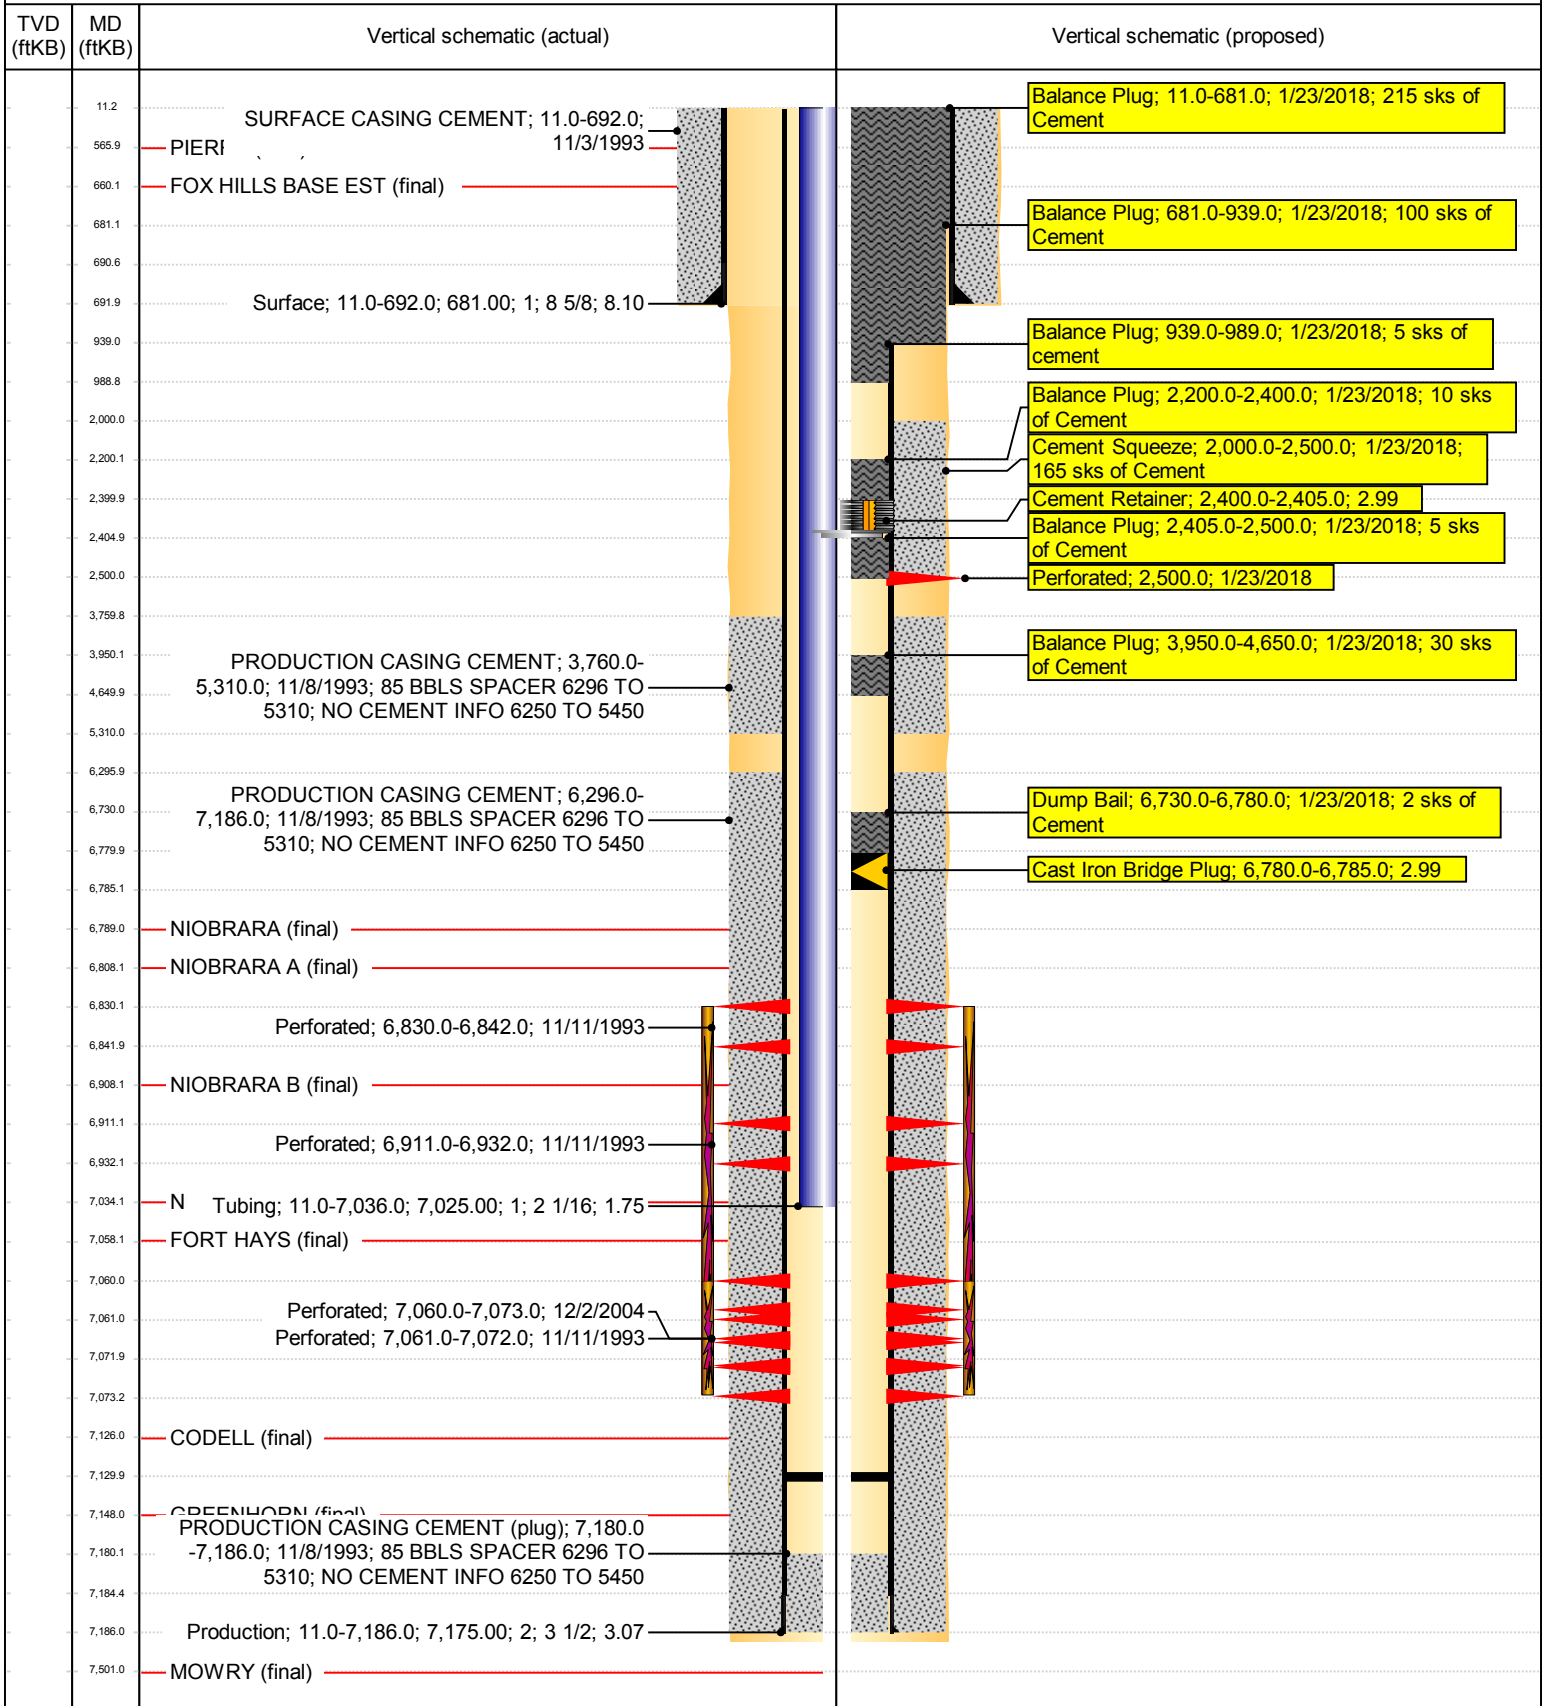 TVD
(ftKB)
MD
(ftKB)
Vertical schematic (actual)
Vertical schematic (proposed)
11.2
565.9
660.1
681.1
690.6
691.9
939.0
988.8
2,000.0
2,200.1
2,399.9
2,404.9
2,500.0
3,759.8
3,950.1
4,649.9
5,310.0
6,295.9
6,730.0
6,779.9
6,785.1
6,789.0
6,808.1
6,830.1
6,841.9
6,908.1
6,911.1
6,932.1
7,034.1
7,058.1
7,060.0
7,061.0
7,071.9
7,073.2
7,126.0
7,129.9
7,148.0
7,180.1
7,184.4
7,186.0
7,501.0
SURFACE CASING CEMENT; 11.0-692.0;
11/3/1993
FOX HILLS BASE EST (final)
Surface; 11.0-692.0; 681.00; 1; 8 5/8; 8.10
PRODUCTION CASING CEMENT; 3,760.0-
5,310.0; 11/8/1993; 85 BBLS SPACER 6296 TO
5310; NO CEMENT INFO 6250 TO 5450
PRODUCTION CASING CEMENT; 6,296.0-
7,186.0; 11/8/1993; 85 BBLS SPACER 6296 TO
5310; NO CEMENT INFO 6250 TO 5450
NIOBRARA (final)
NIOBRARA A (final)
Perforated; 6,830.0-6,842.0; 11/11/1993
NIOBRARA B (final)
Perforated; 6,911.0-6,932.0; 11/11/1993
N
Tubing; 11.0-7,036.0; 7,025.00; 1; 2 1/16; 1.75
FORT HAYS (final)
Perforated; 7,060.0-7,073.0; 12/2/2004
Perforated; 7,061.0-7,072.0; 11/11/1993
CODELL (final)
GREENHORN (final)
PRODUCTION CASING CEMENT (plug); 7,180.0
-7,186.0; 11/8/1993; 85 BBLS SPACER 6296 TO
5310; NO CEMENT INFO 6250 TO 5450
Production; 11.0-7,186.0; 7,175.00; 2; 3 1/2; 3.07
MOWRY (final)
Balance Plug; 11.0-681.0; 1/23/2018; 215 sks of
Cement
Balance Plug; 681.0-939.0; 1/23/2018; 100 sks of
Cement
Balance Plug; 939.0-989.0; 1/23/2018; 5 sks of
cement
Balance Plug; 2,200.0-2,400.0; 1/23/2018; 10 sks
of Cement
Cement Squeeze; 2,000.0-2,500.0; 1/23/2018;
165 sks of Cement
Cement Retainer; 2,400.0-2,405.0; 2.99
Balance Plug; 2,405.0-2,500.0; 1/23/2018; 5 sks
of Cement
Perforated; 2,500.0; 1/23/2018
Balance Plug; 3,950.0-4,650.0; 1/23/2018; 30 sks
of Cement
Dump Bail; 6,730.0-6,780.0; 1/23/2018; 2 sks of
Cement
Cast Iron Bridge Plug; 6,780.0-6,785.0; 2.99